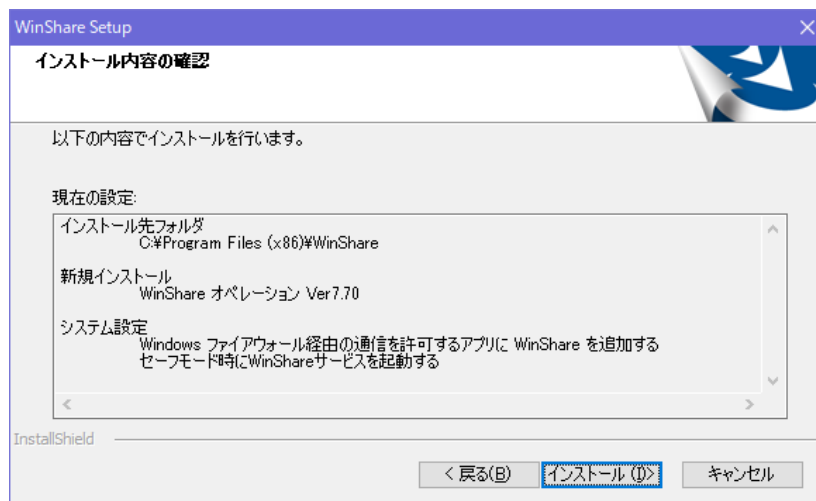 WinShare Setup
インストール内容の確認
以下の内容でインストールを行います。
現在の設定:
インストール先フォルダ
C:¥Program Files (x86)¥WinShare
新規インストール
WinShare オペレーション Ver7.70
システム設定
Windows ファイアウォール経由の通信を許可するアプリに WinShare を追加する
セーフモード時にWinShareサービスを起動する
InstallShield
< 戻る(B)
インストール (I)>
キャンセル